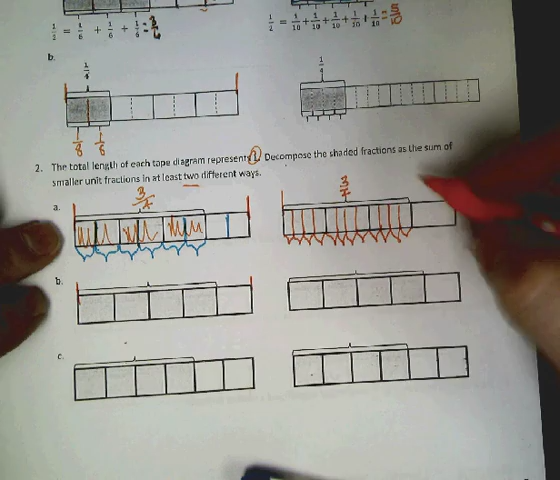 1/2 = 1/6 + 1/6 + 1/6 = 3/6
1/2 = 1/10 + 1/10 + 1/10 + 1/10 + 1/10 = 5/10
b.
1/4
1/4
1/8 1/8
2. The total length of each tape diagram represents 1. Decompose the shaded fractions as the sum of
smaller unit fractions in at least two different ways.
a.
3/4
b.
c.